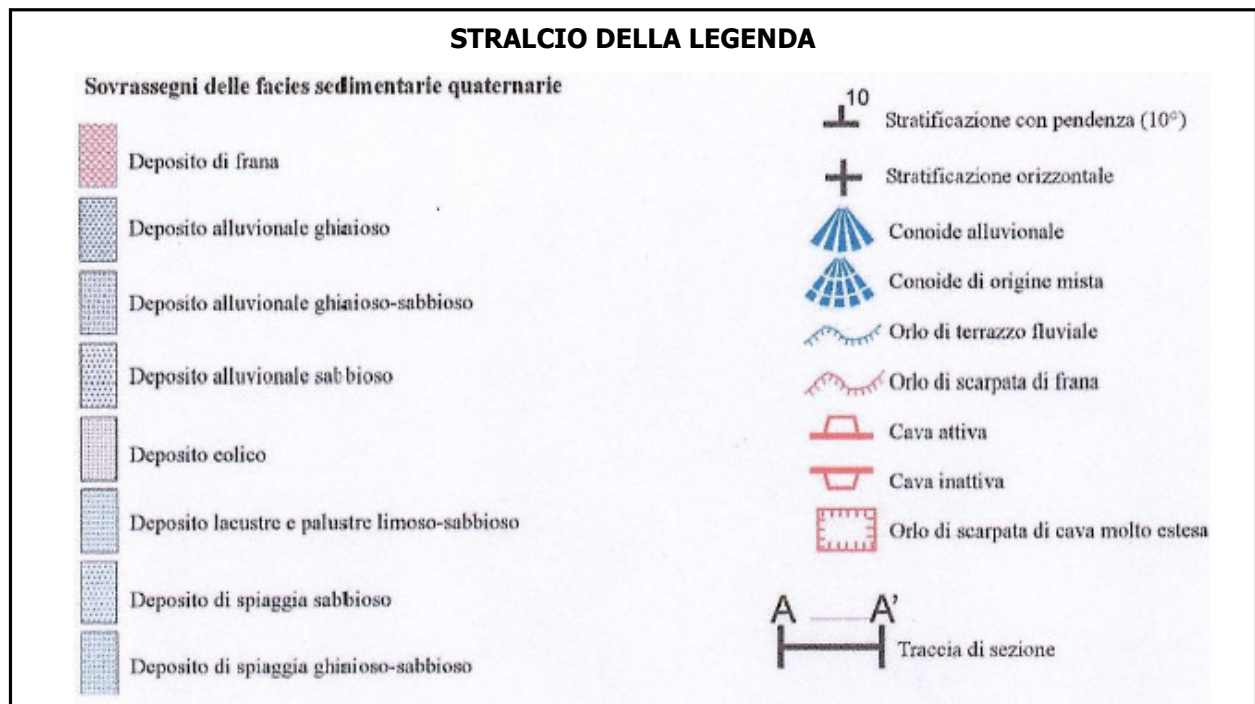 STRALCIO DELLA LEGENDA
Sovrassegni delle facies sedimentarie quaternarie
Deposito di frana
Deposito alluvionale ghiaioso
Deposito alluvionale ghiaioso-sabbioso
Deposito alluvionale sabbioso
Deposito eolico
Deposito lacustre e palustre limoso-sabbioso
Deposito di spiaggia sabbioso
Deposito di spiaggia ghiaioso-sabbioso
10
Stratificazione con pendenza (10°)
Stratificazione orizzontale
Conoide alluvionale
Conoide di origine mista
Orlo di terrazzo fluviale
Orlo di scarpata di frana
Cava attiva
Cava inattiva
Orlo di scarpata di cava molto estesa
A A'
Traccia di sezione